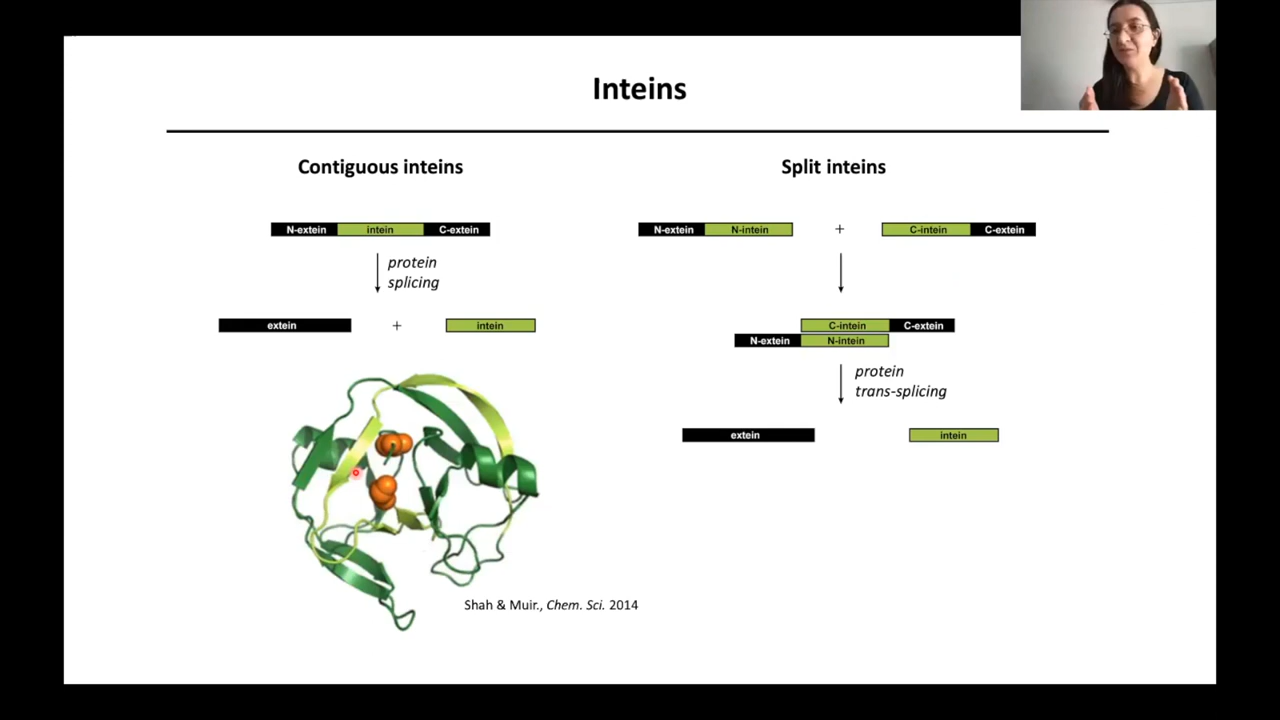 Inteins
Contiguous inteins
N-extein intein C-extein
protein
splicing
extein + intein
Shah & Muir., Chem. Sci. 2014
Split inteins
N-extein N-intein + C-intein C-extein
C-intein C-extein
N-extein N-intein
protein
trans-splicing
extein intein